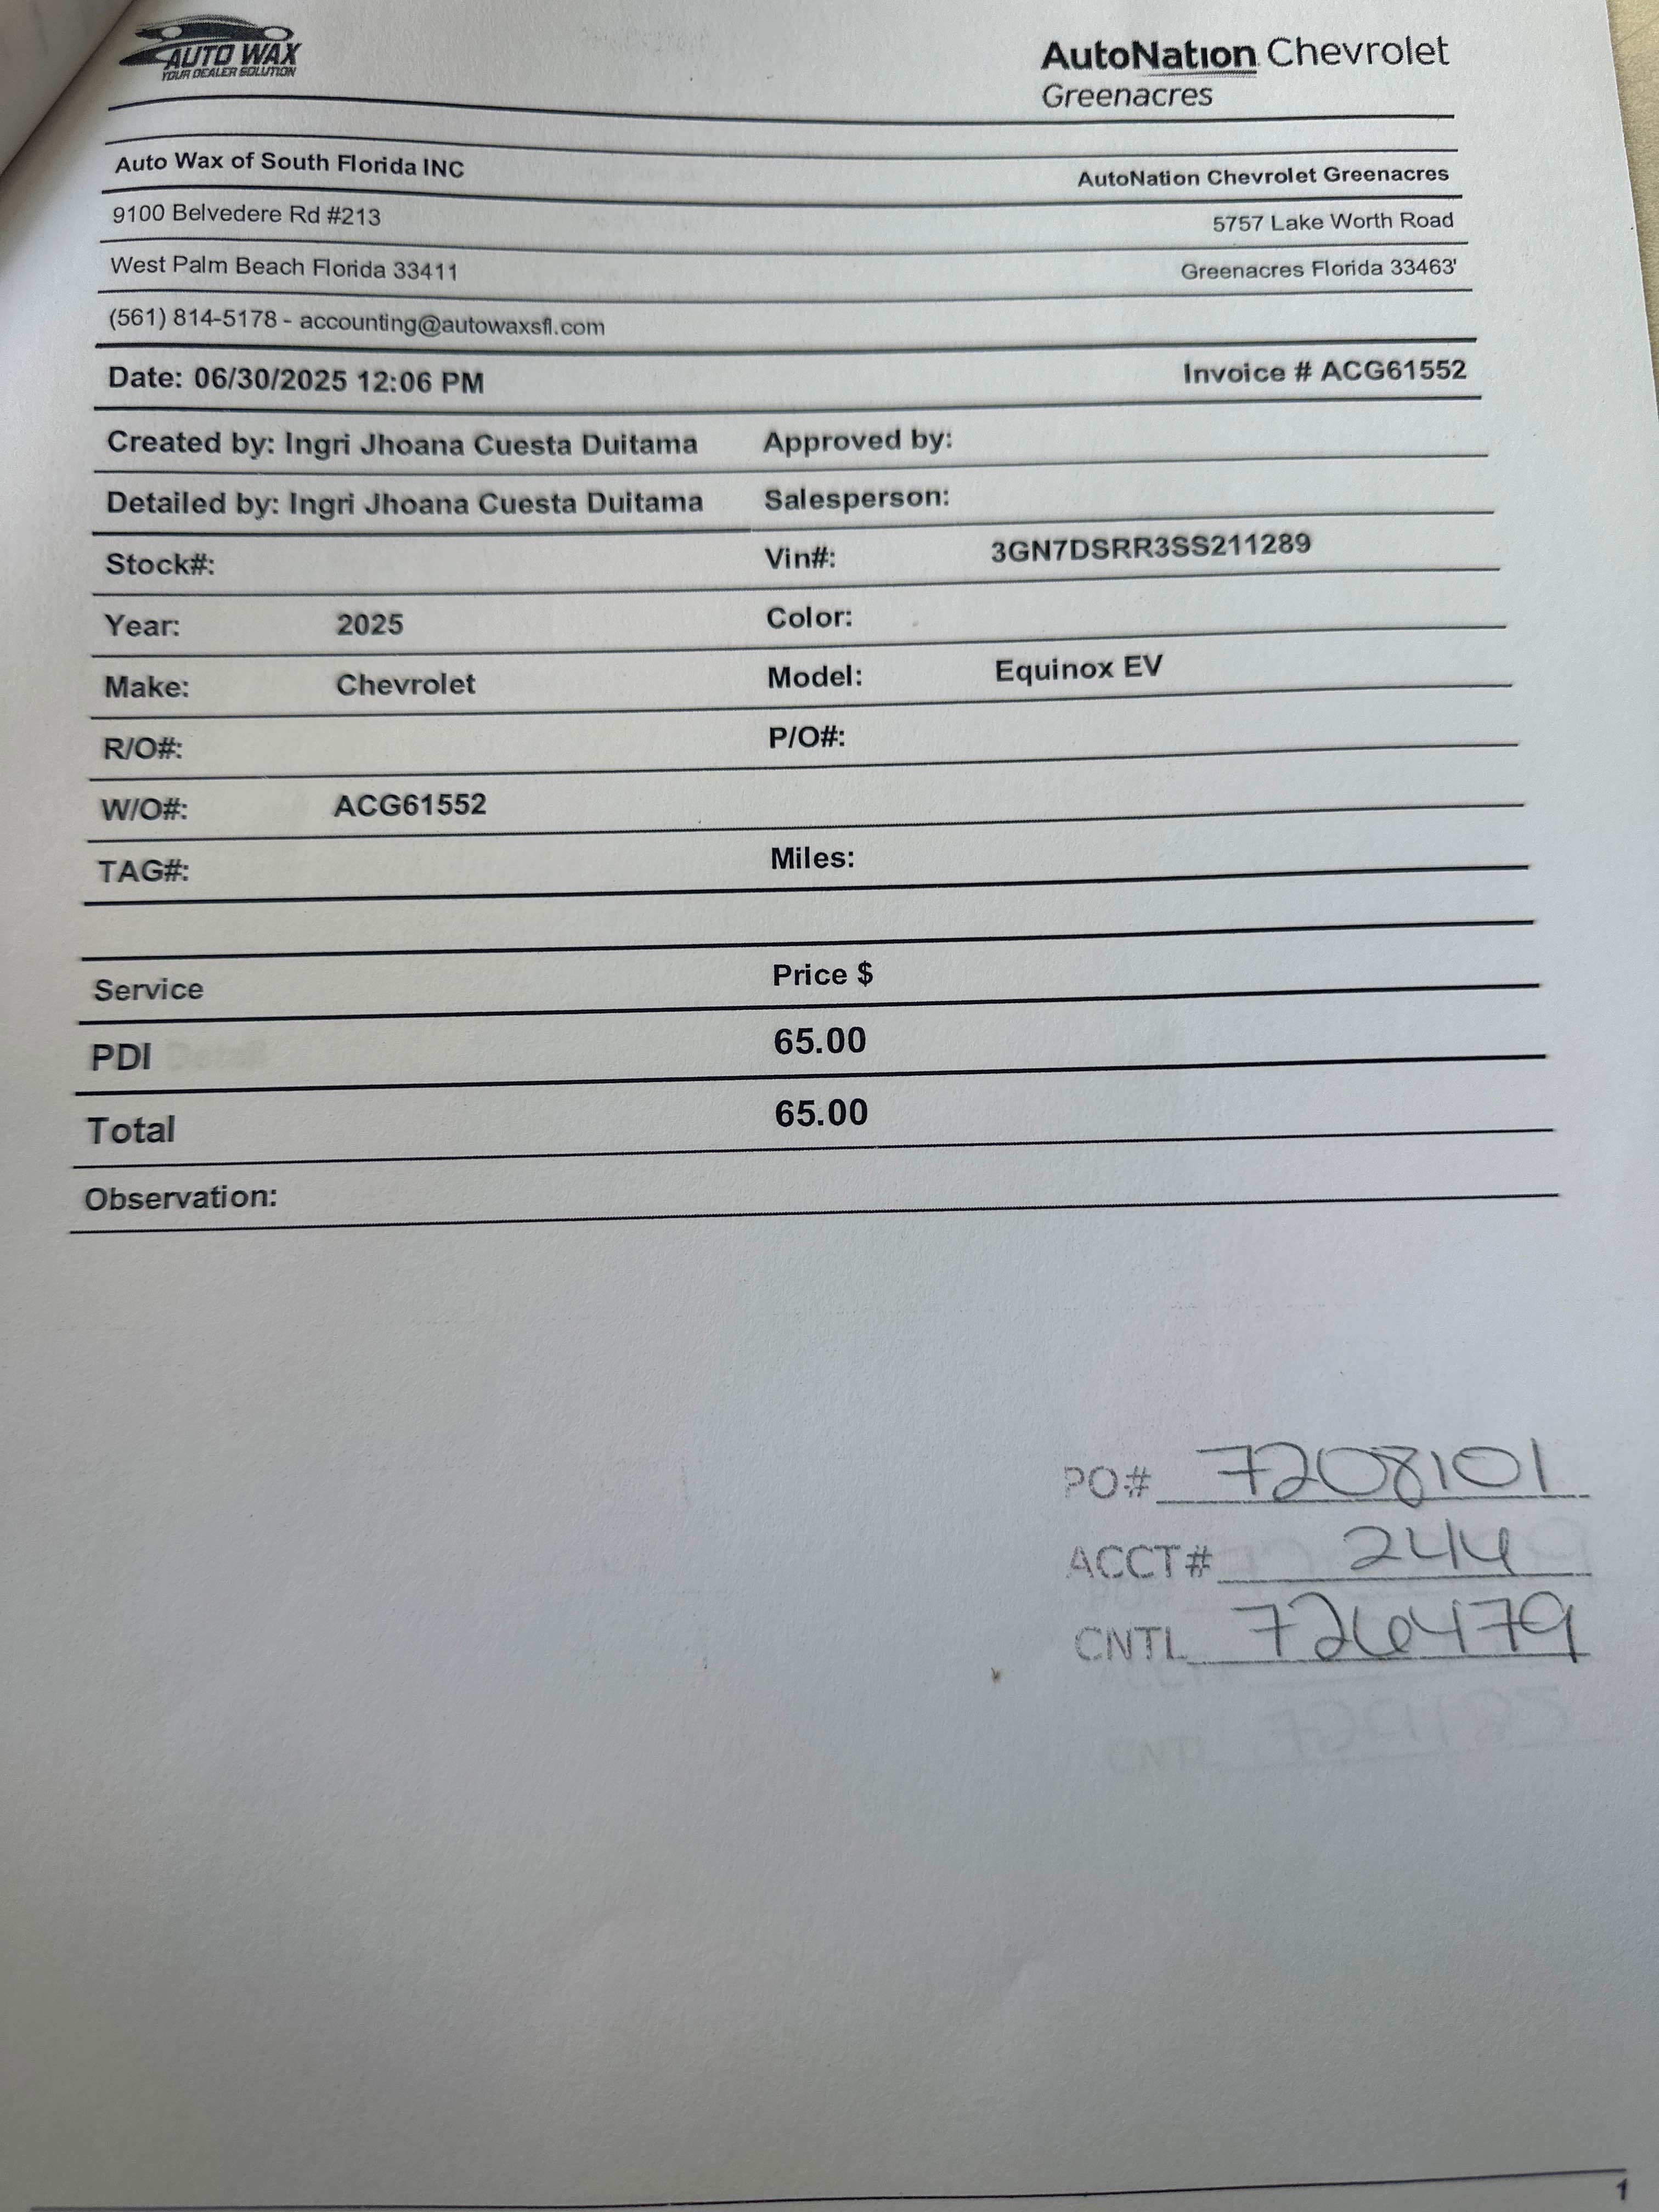 AUTO WAX
YOUR DEALER SOLUTION
AutoNation Chevrolet
Greenacres
Auto Wax of South Florida INC
AutoNation Chevrolet Greenacres
9100 Belvedere Rd #213
5757 Lake Worth Road
West Palm Beach Florida 33411
Greenacres Florida 33463'
(561) 814-5178 - accounting@autowaxsfl.com
Date: 06/30/2025 12:06 PM
Invoice # ACG61552
Created by: Ingri Jhoana Cuesta Duitama
Approved by:
Detailed by: Ingri Jhoana Cuesta Duitama
Salesperson:
Stock#:
Vin#: 3GN7DSRR3SS211289
Year: 2025
Color:
Make: Chevrolet
Model: Equinox EV
R/O#:
P/O#:
W/O#: ACG61552
TAG#:
Miles:
Service Price $
PDI 65.00
Total 65.00
Observation:
PO# 7208101
ACCT# 244
CNTL 726479
1